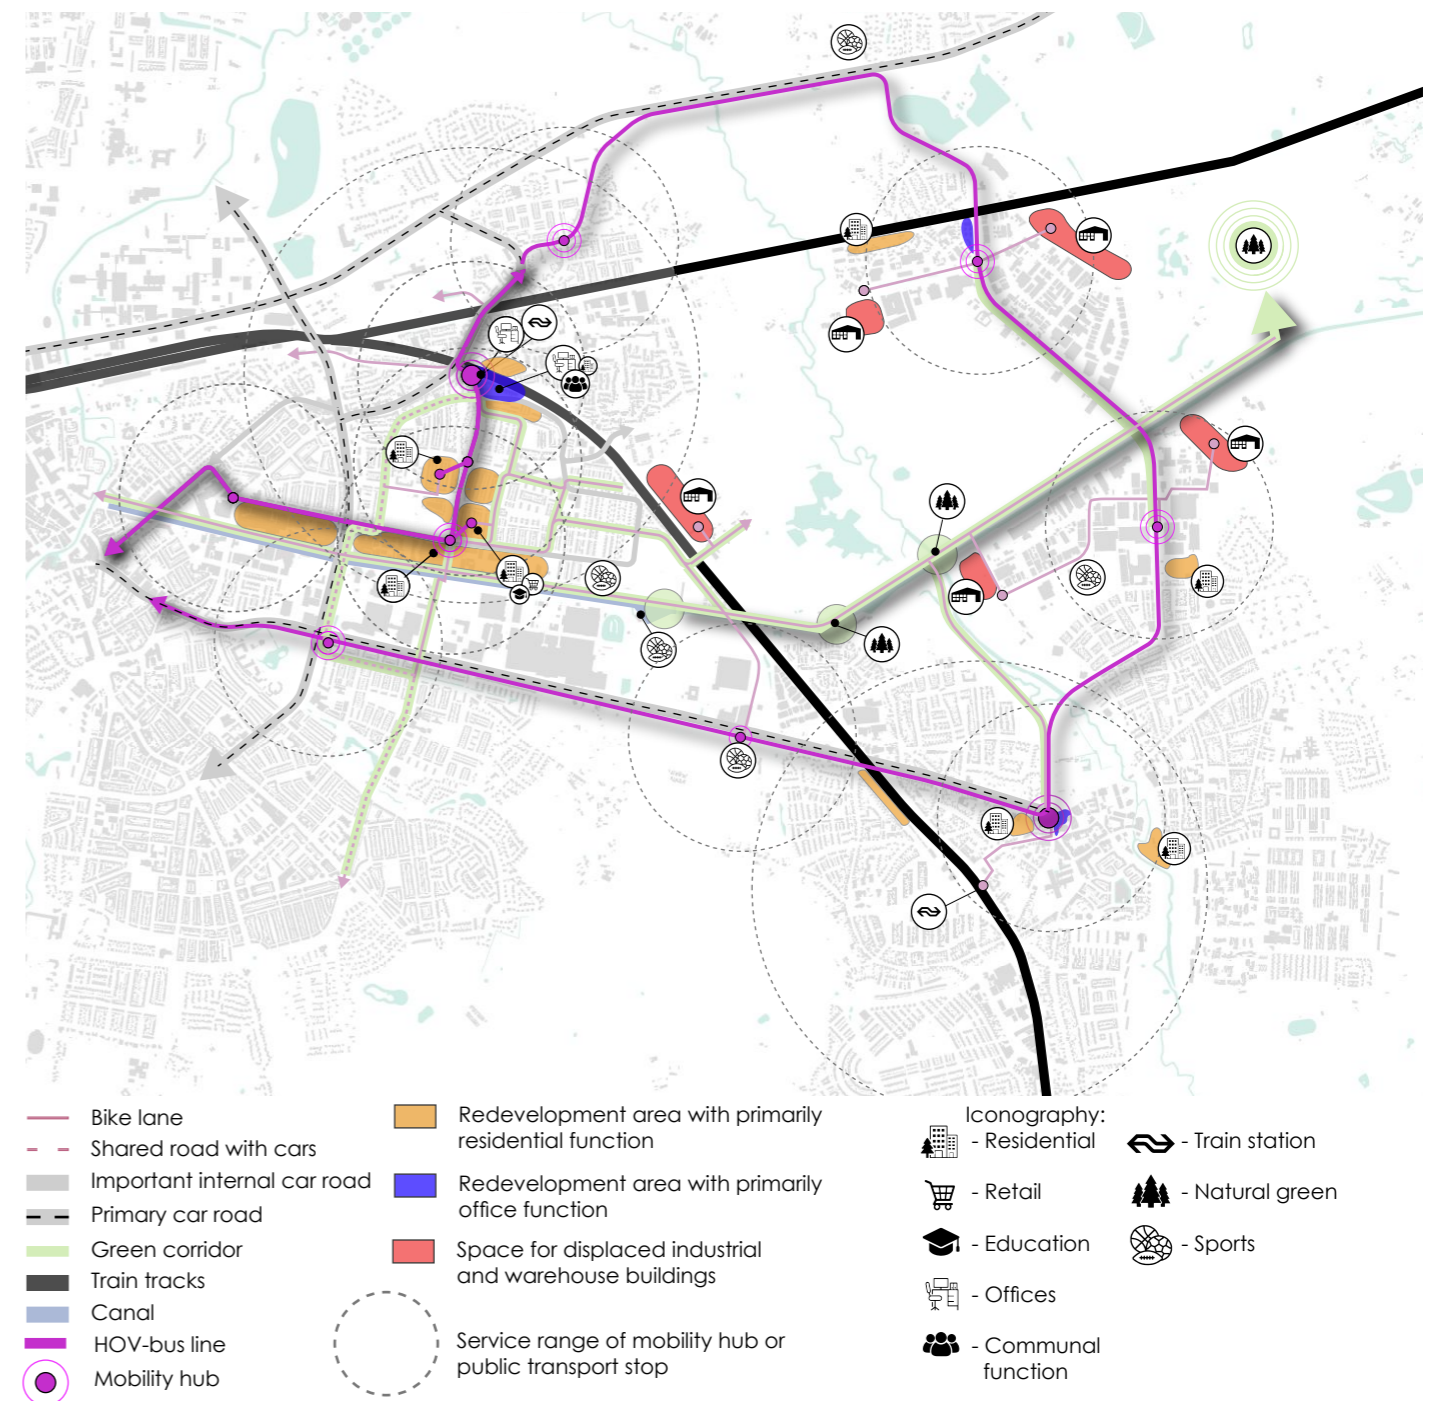 Bike lane
Shared road with cars
Important internal car road
Primary car road
Green corridor
Train tracks
Canal
HOV-bus line
Mobility hub
Redevelopment area with primarily
residential function
Redevelopment area with primarily
office function
Space for displaced industrial
and warehouse buildings
Service range of mobility hub or
public transport stop
Iconography:
- Residential
- Retail
- Education
- Offices
- Communal
function
- Train station
- Natural green
- Sports